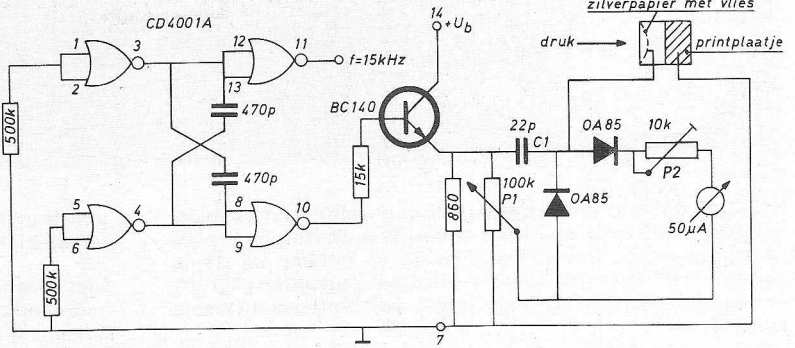 zilverpapier met vlies
CD4001A
14
+Ub
druk
printplaatje
1
2
3
12
13
11
f=15kHz
470p
BC140
500k
22p
C1
OA85
10k
P2
470p
15k
860
100k
P1
OA85
50µA
5
6
4
8
9
10
500k
7